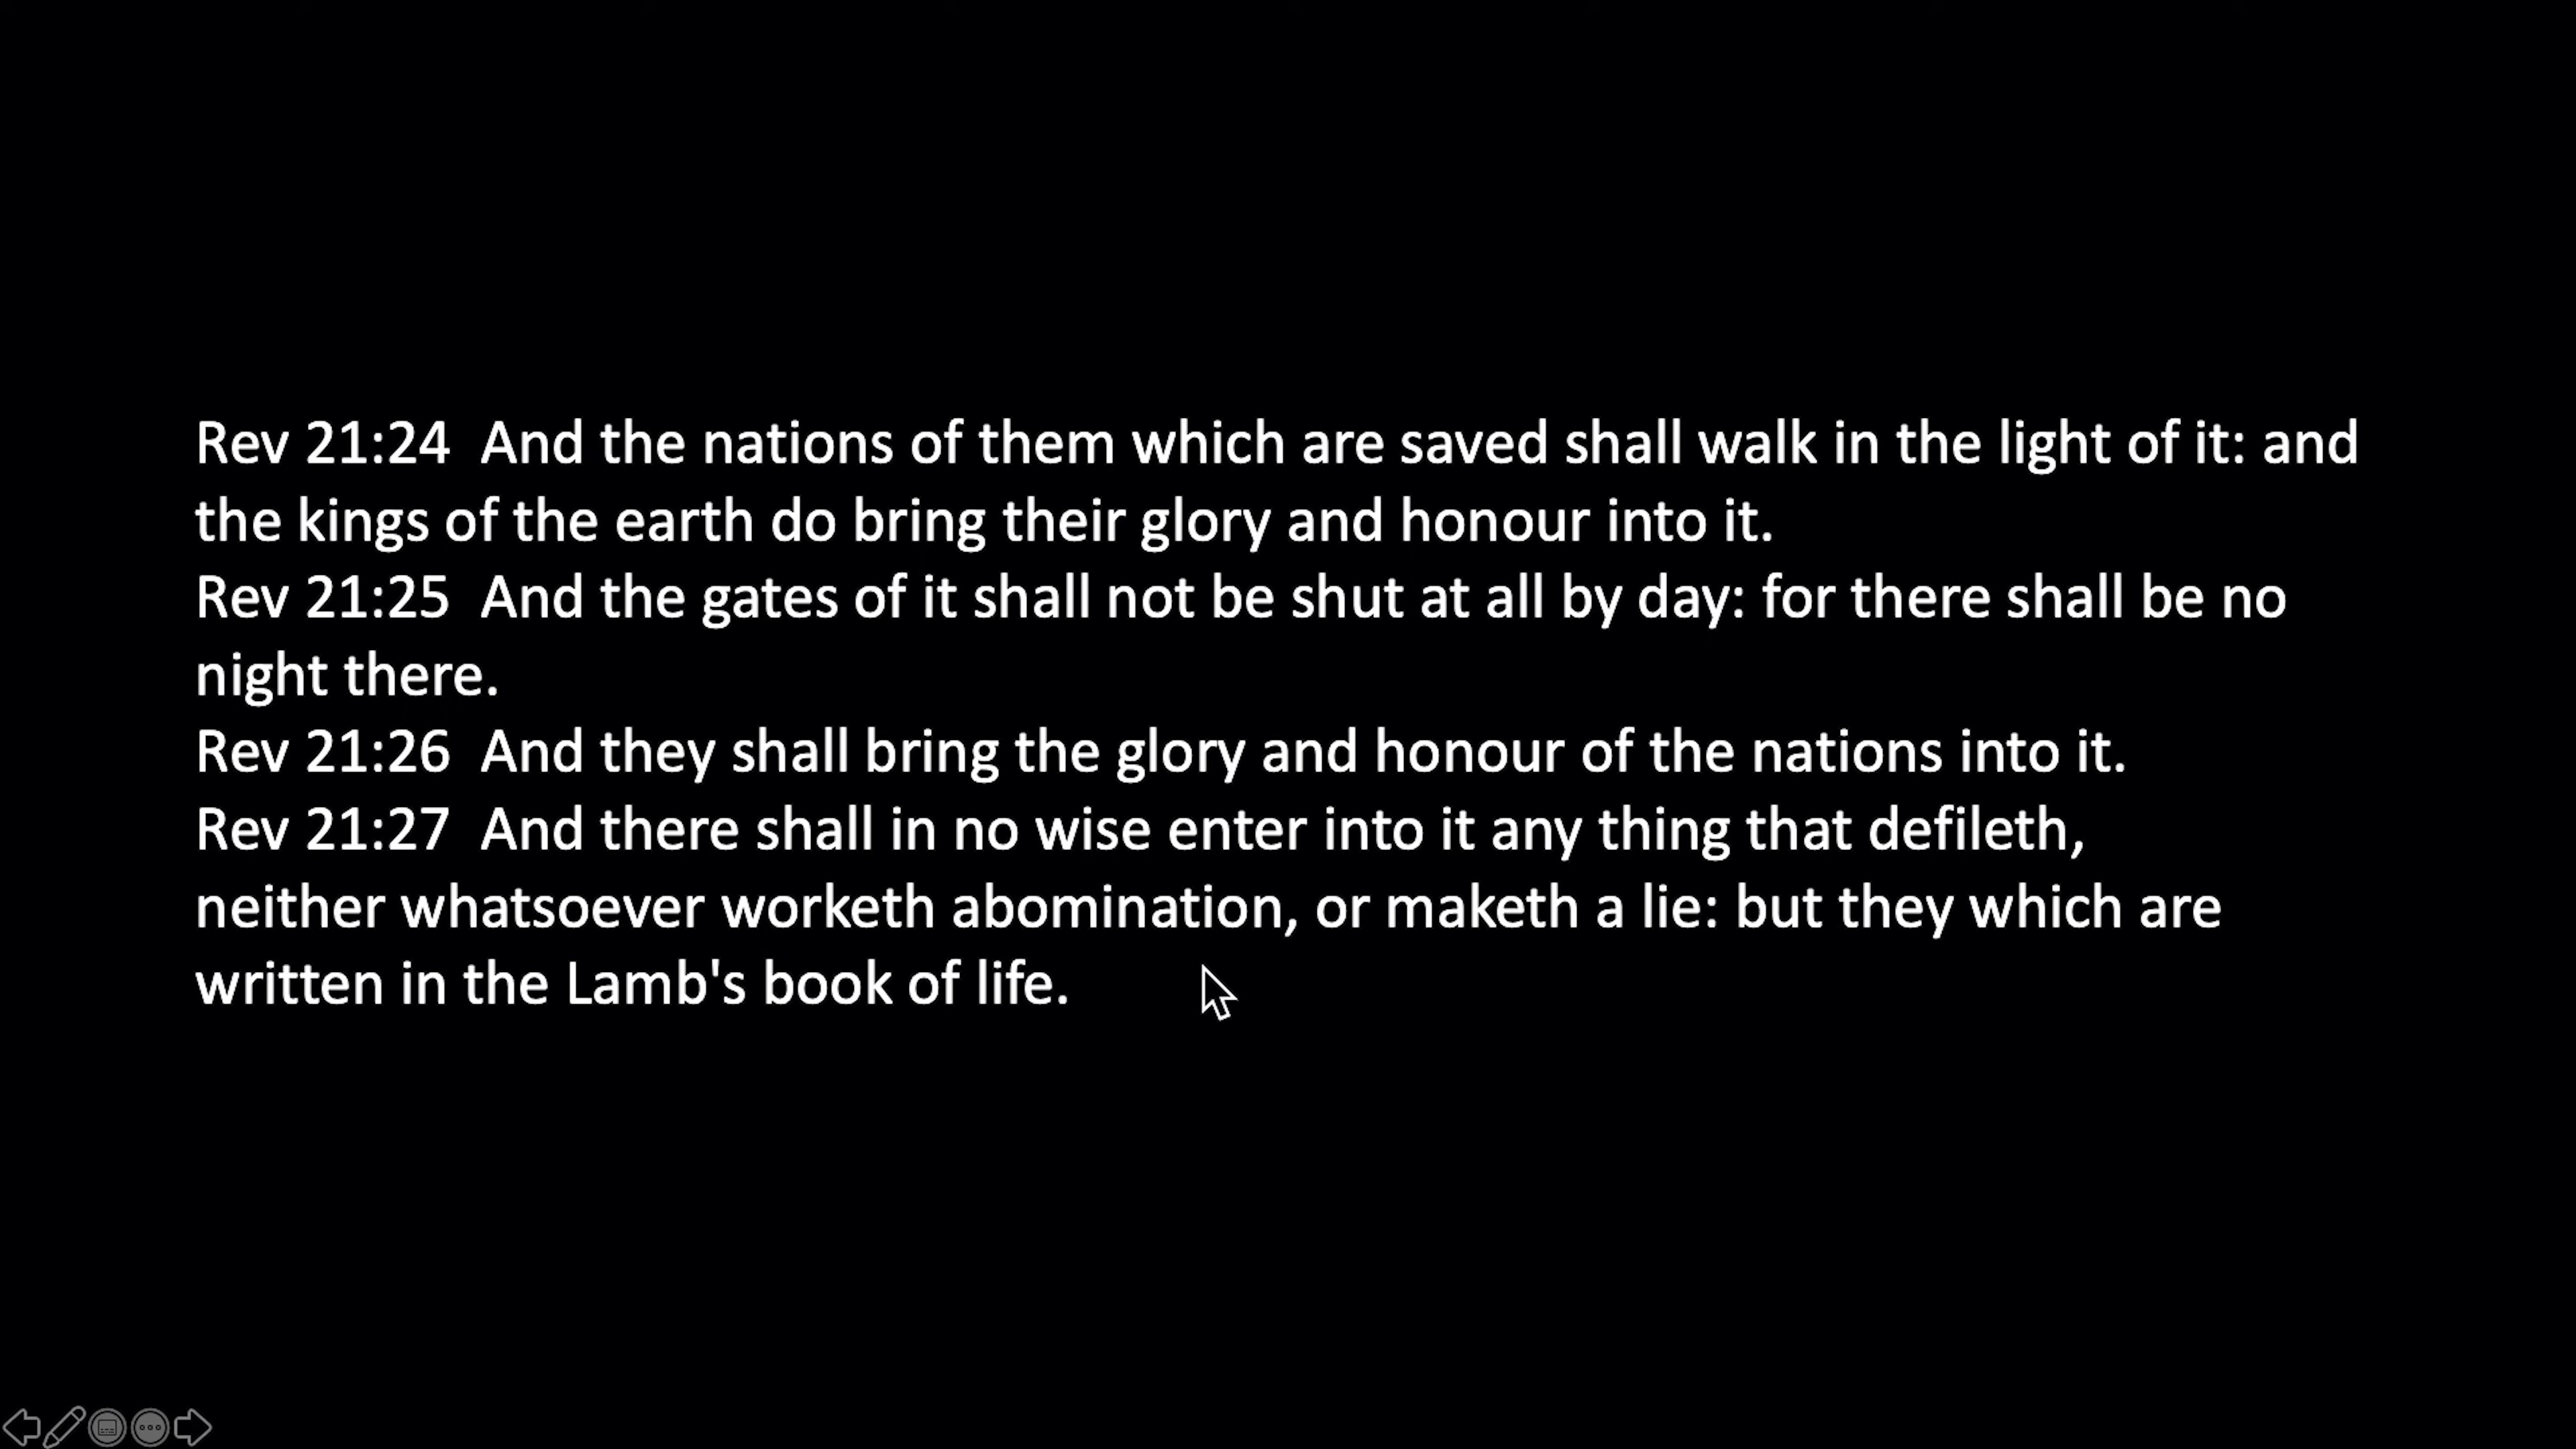 Rev 21:24  And the nations of them which are saved shall walk in the light of it: and
the kings of the earth do bring their glory and honour into it.
Rev 21:25  And the gates of it shall not be shut at all by day: for there shall be no
night there.
Rev 21:26  And they shall bring the glory and honour of the nations into it.
Rev 21:27  And there shall in no wise enter into it any thing that defileth,
neither whatsoever worketh abomination, or maketh a lie: but they which are
written in the Lamb's book of life.